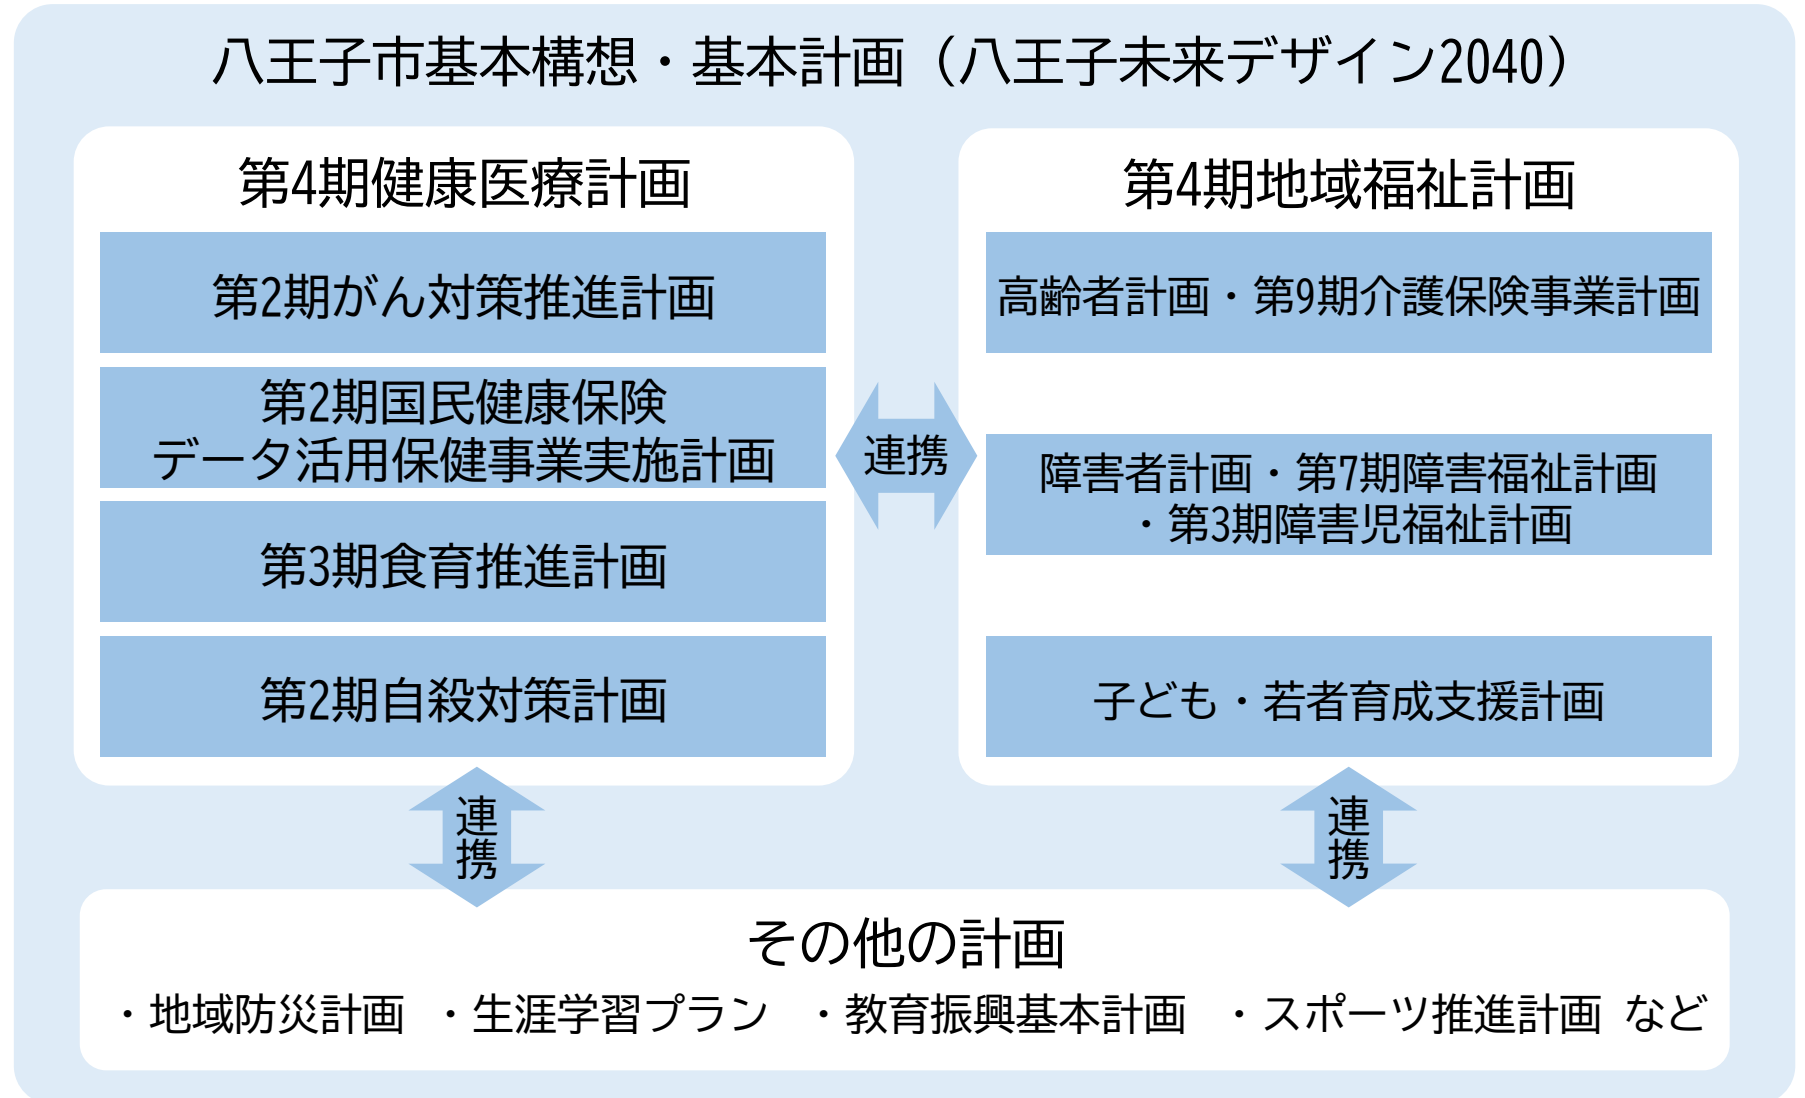 八王子市基本構想・基本計画（八王子未来デザイン2040）
第4期健康医療計画
第2期がん対策推進計画
第2期国民健康保険
データ活用保健事業実施計画
第3期食育推進計画
第2期自殺対策計画
連携
第4期地域福祉計画
高齢者計画・第9期介護保険事業計画
障害者計画・第7期障害福祉計画
・第3期障害児福祉計画
子ども・若者育成支援計画
連携
連携
その他の計画
・地域防災計画 ・生涯学習プラン ・教育振興基本計画 ・スポーツ推進計画 など